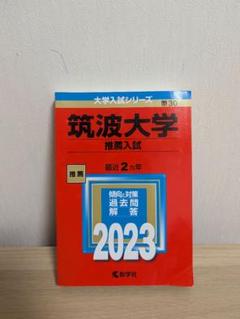 大学入試シリーズ
筑波大学
推薦入試
最近2カ年
推薦
傾向と対策
過去問
解答
2023
教学社